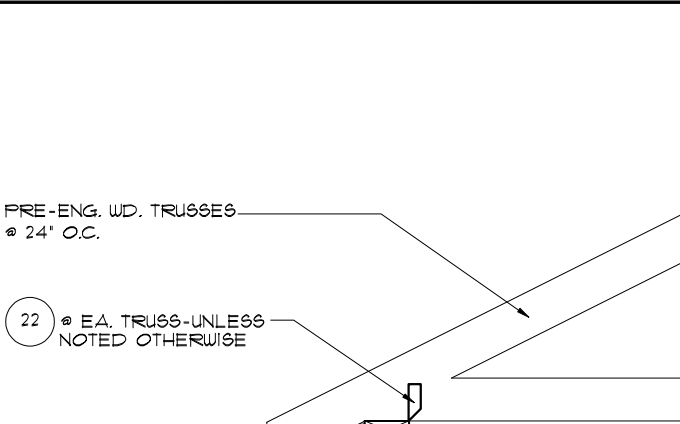 PRE-ENG. WD. TRUSSES
@ 24" O.C.
22 @ EA. TRUSS-UNLESS
NOTED OTHERWISE